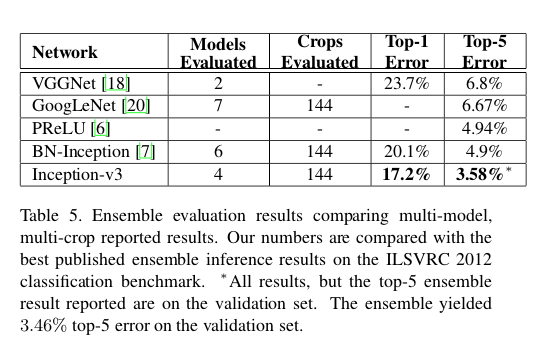 Network Models Evaluated Crops Evaluated Top-1 Error Top-5 Error
VGGNet [18] 2 - 23.7% 6.8%
GoogLeNet [20] 7 144 - 6.67%
PReLU [6] - - - 4.94%
BN-Inception [7] 6 144 20.1% 4.9%
Inception-v3 4 144 17.2% 3.58%*
Table 5. Ensemble evaluation results comparing multi-model,
multi-crop reported results. Our numbers are compared with the
best published ensemble inference results on the ILSVRC 2012
classification benchmark. *All results, but the top-5 ensemble
result reported are on the validation set. The ensemble yielded
3.46% top-5 error on the validation set.